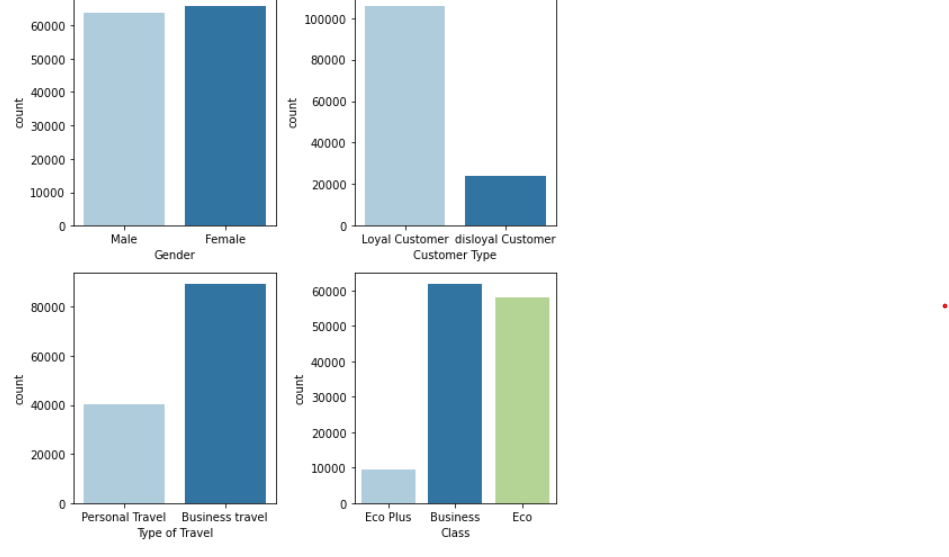 60000
50000
40000
30000
20000
10000
0
count
Male Female
Gender
100000
80000
60000
40000
20000
0
count
Loyal Customer disloyal Customer
Customer Type
80000
60000
40000
20000
0
count
Personal Travel Business travel
Type of Travel
60000
50000
40000
30000
20000
10000
0
count
Eco Plus Business Eco
Class